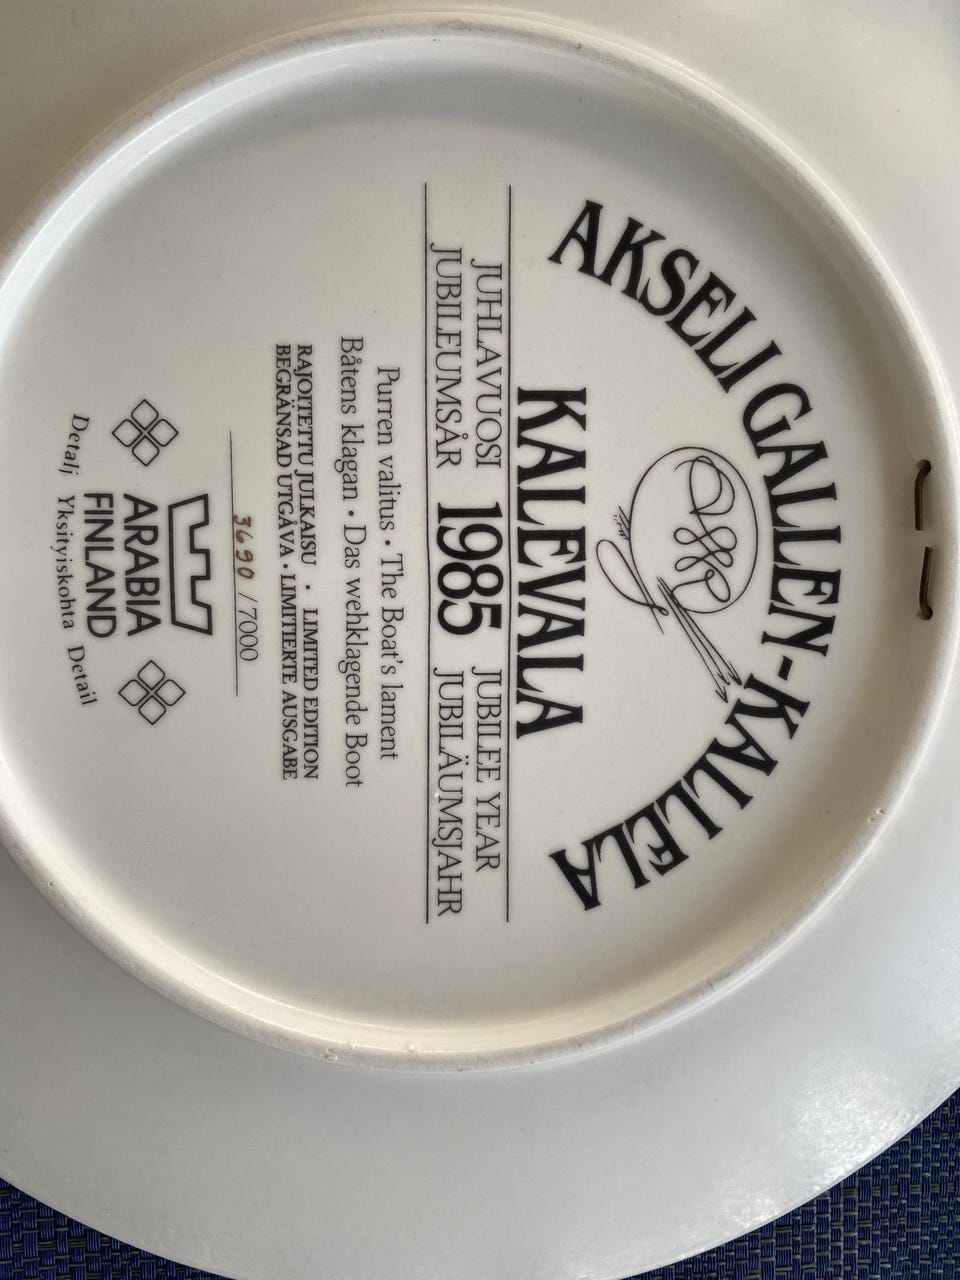 AKSELI GALLEN-KALLELA
KALEVALA
JUHLAVUOSI 1985 JUBILEE YEAR
JUBILEUMSÅR JUBILÄUMSJAHR
Purren valitus • The Boat's lament
Båtens klagan • Das wehklagende Boot
RAJOITETTU JULKAISU • LIMITED EDITION
BEGRÄNSAD UTGÅVA • LIMITIERTE AUSGABE
3690 /7000
ARABIA
FINLAND
Detalj Yksityiskohta Detail